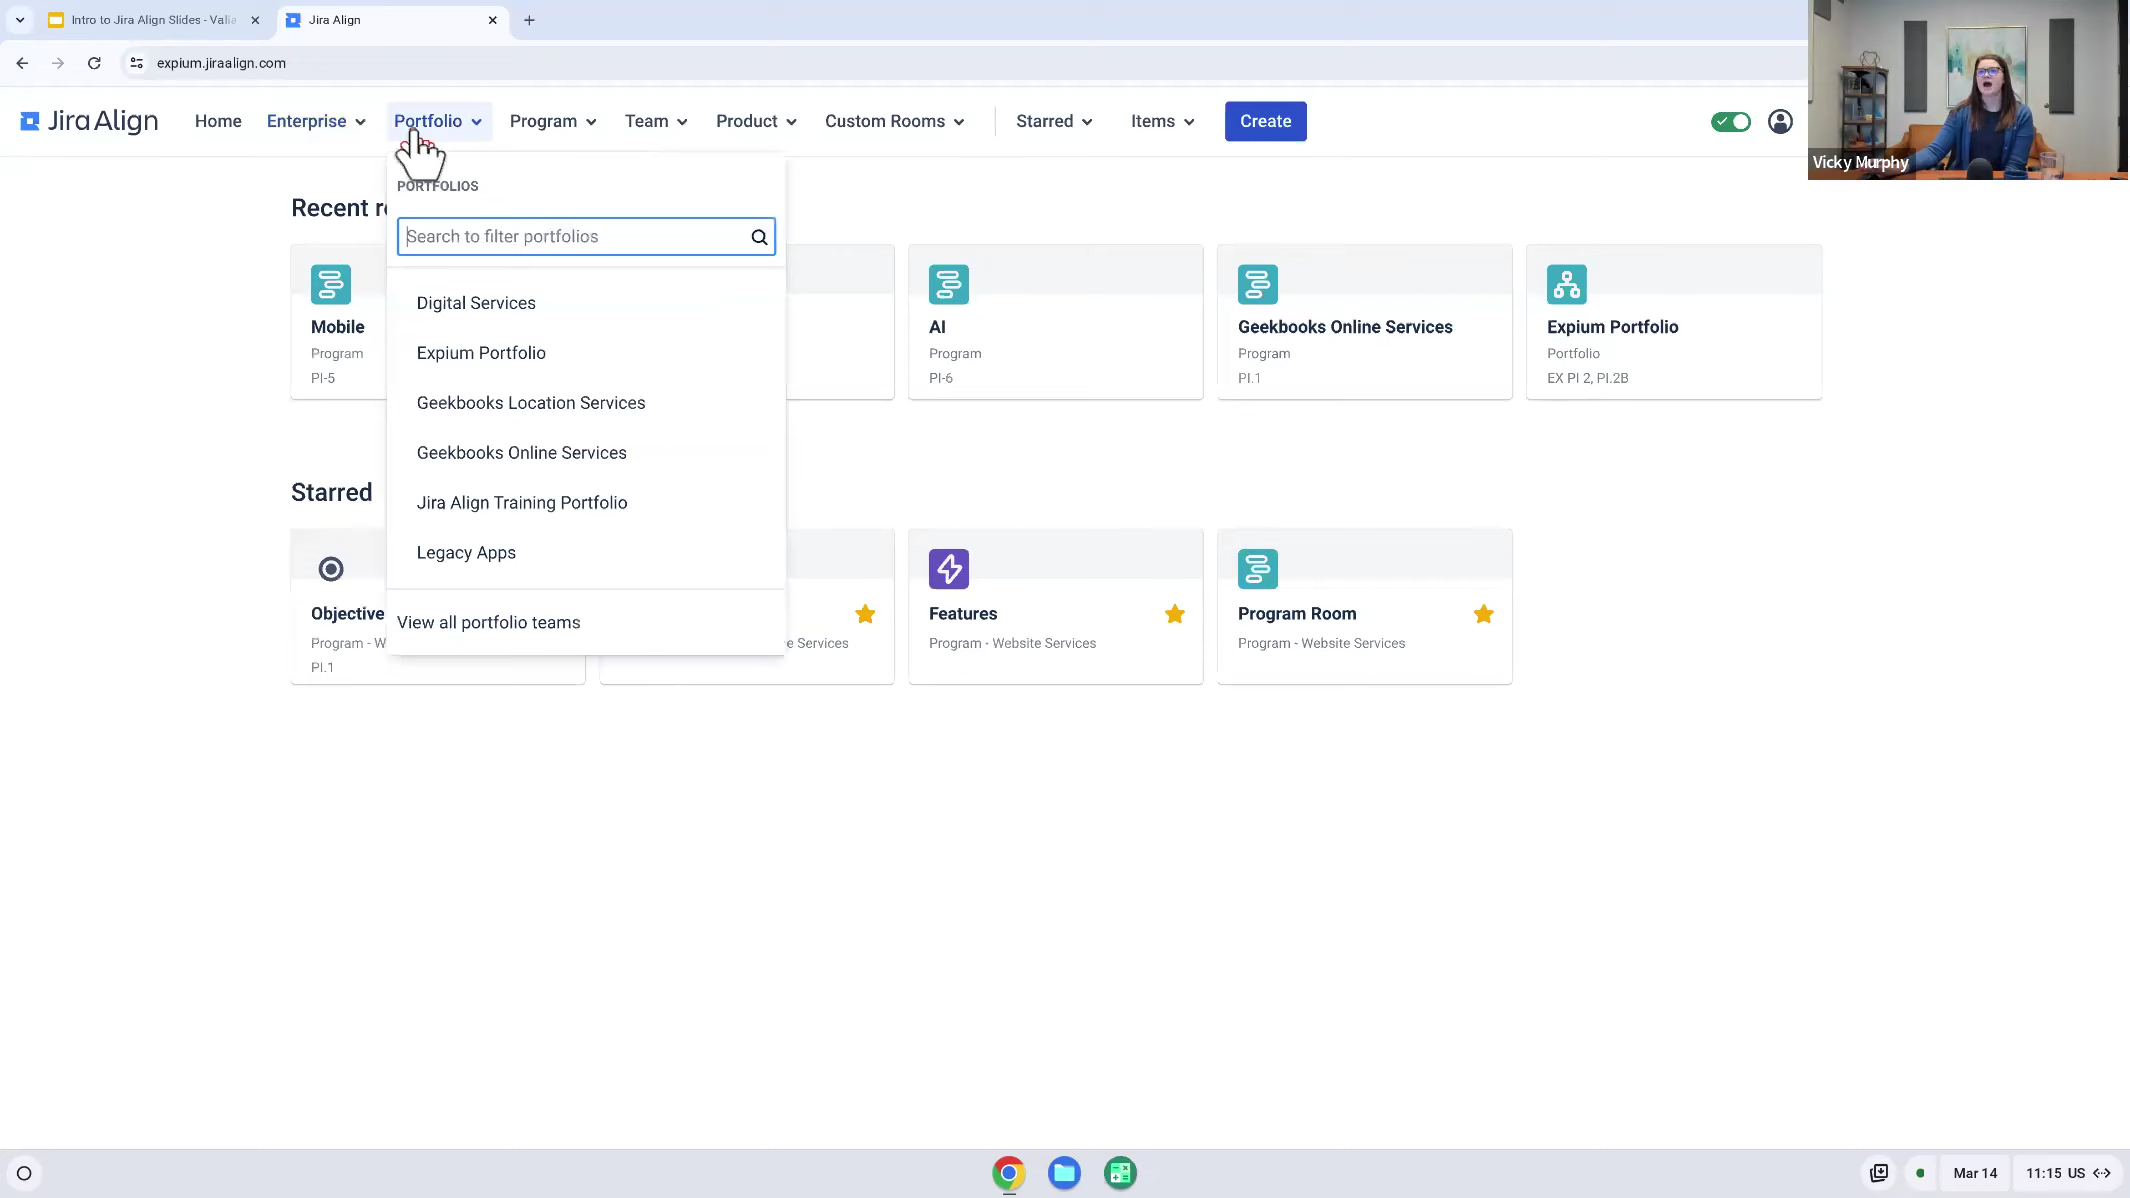 Intro to Jira Align Slides - Valia
Jira Align
expium.jiraalign.com
Jira Align
Home
Enterprise
Portfolio
Program
Team
Product
Custom Rooms
Starred
Items
Create
Vicky Murphy
PORTFOLIOS
Search to filter portfolios
Digital Services
Expium Portfolio
Geekbooks Location Services
Geekbooks Online Services
Jira Align Training Portfolio
Legacy Apps
View all portfolio teams
Recent
Mobile
Program
PI-5
AI
Program
PI-6
Geekbooks Online Services
Program
PI.1
Expium Portfolio
Portfolio
EX PI 2, PI.2B
Starred
Objective
Program - W
PI.1
e Services
Features
Program - Website Services
Program Room
Program - Website Services
Mar 14
11:15 US